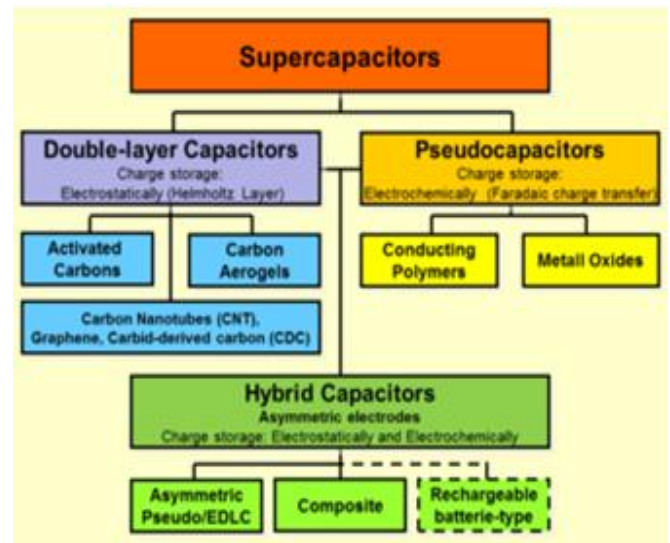 Supercapacitors
Double-layer Capacitors
Charge storage:
Electrostatically (Helmholtz Layer)
Pseudocapacitors
Charge storage:
Electrochemically (Faradaic charge transfer)
Activated
Carbons
Carbon
Aerogels
Conducting
Polymers
Metall Oxides
Carbon Nanotubes (CNT),
Graphene, Carbid-derived carbon (CDC)
Hybrid Capacitors
Asymmetric electrodes
Charge storage: Electrostatically and Electrochemically
Asymmetric
Pseudo/EDLC
Composite
Rechargeable
batterie-type